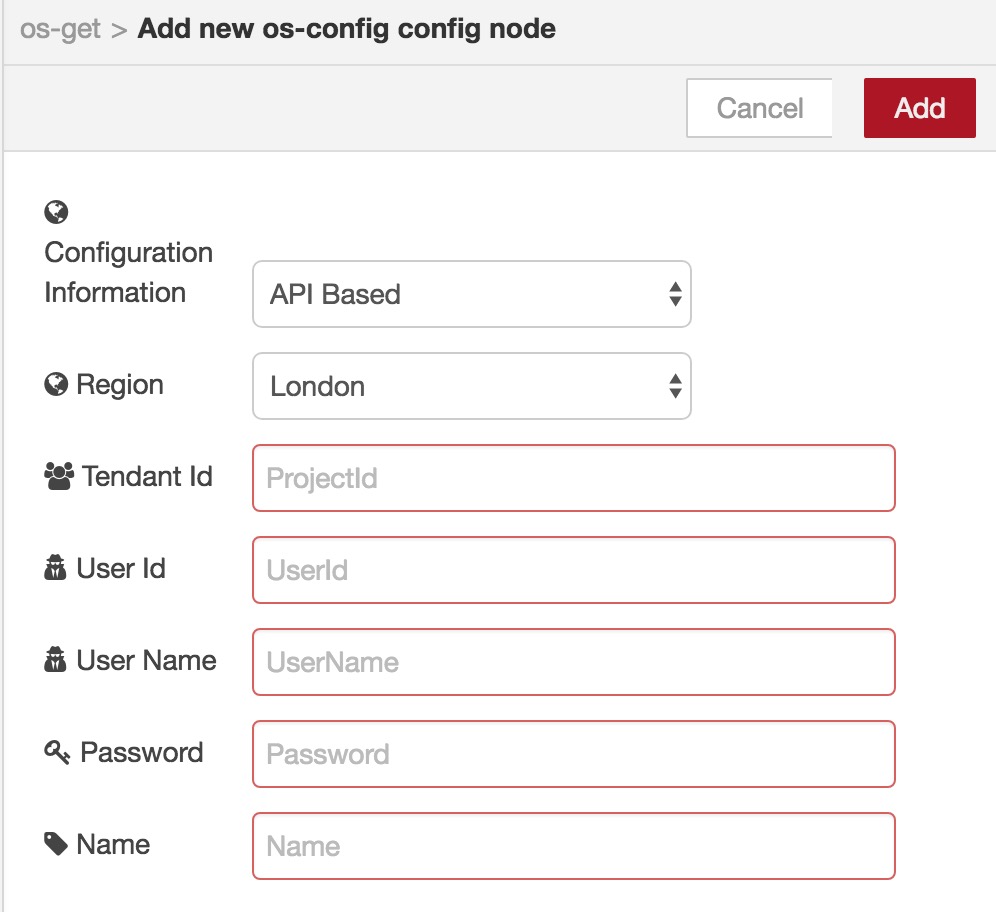 os-get > Add new os-config config node
Cancel
Add
Configuration
Information
API Based
Region
London
Tendant Id
ProjectId
User Id
UserId
User Name
UserName
Password
Password
Name
Name